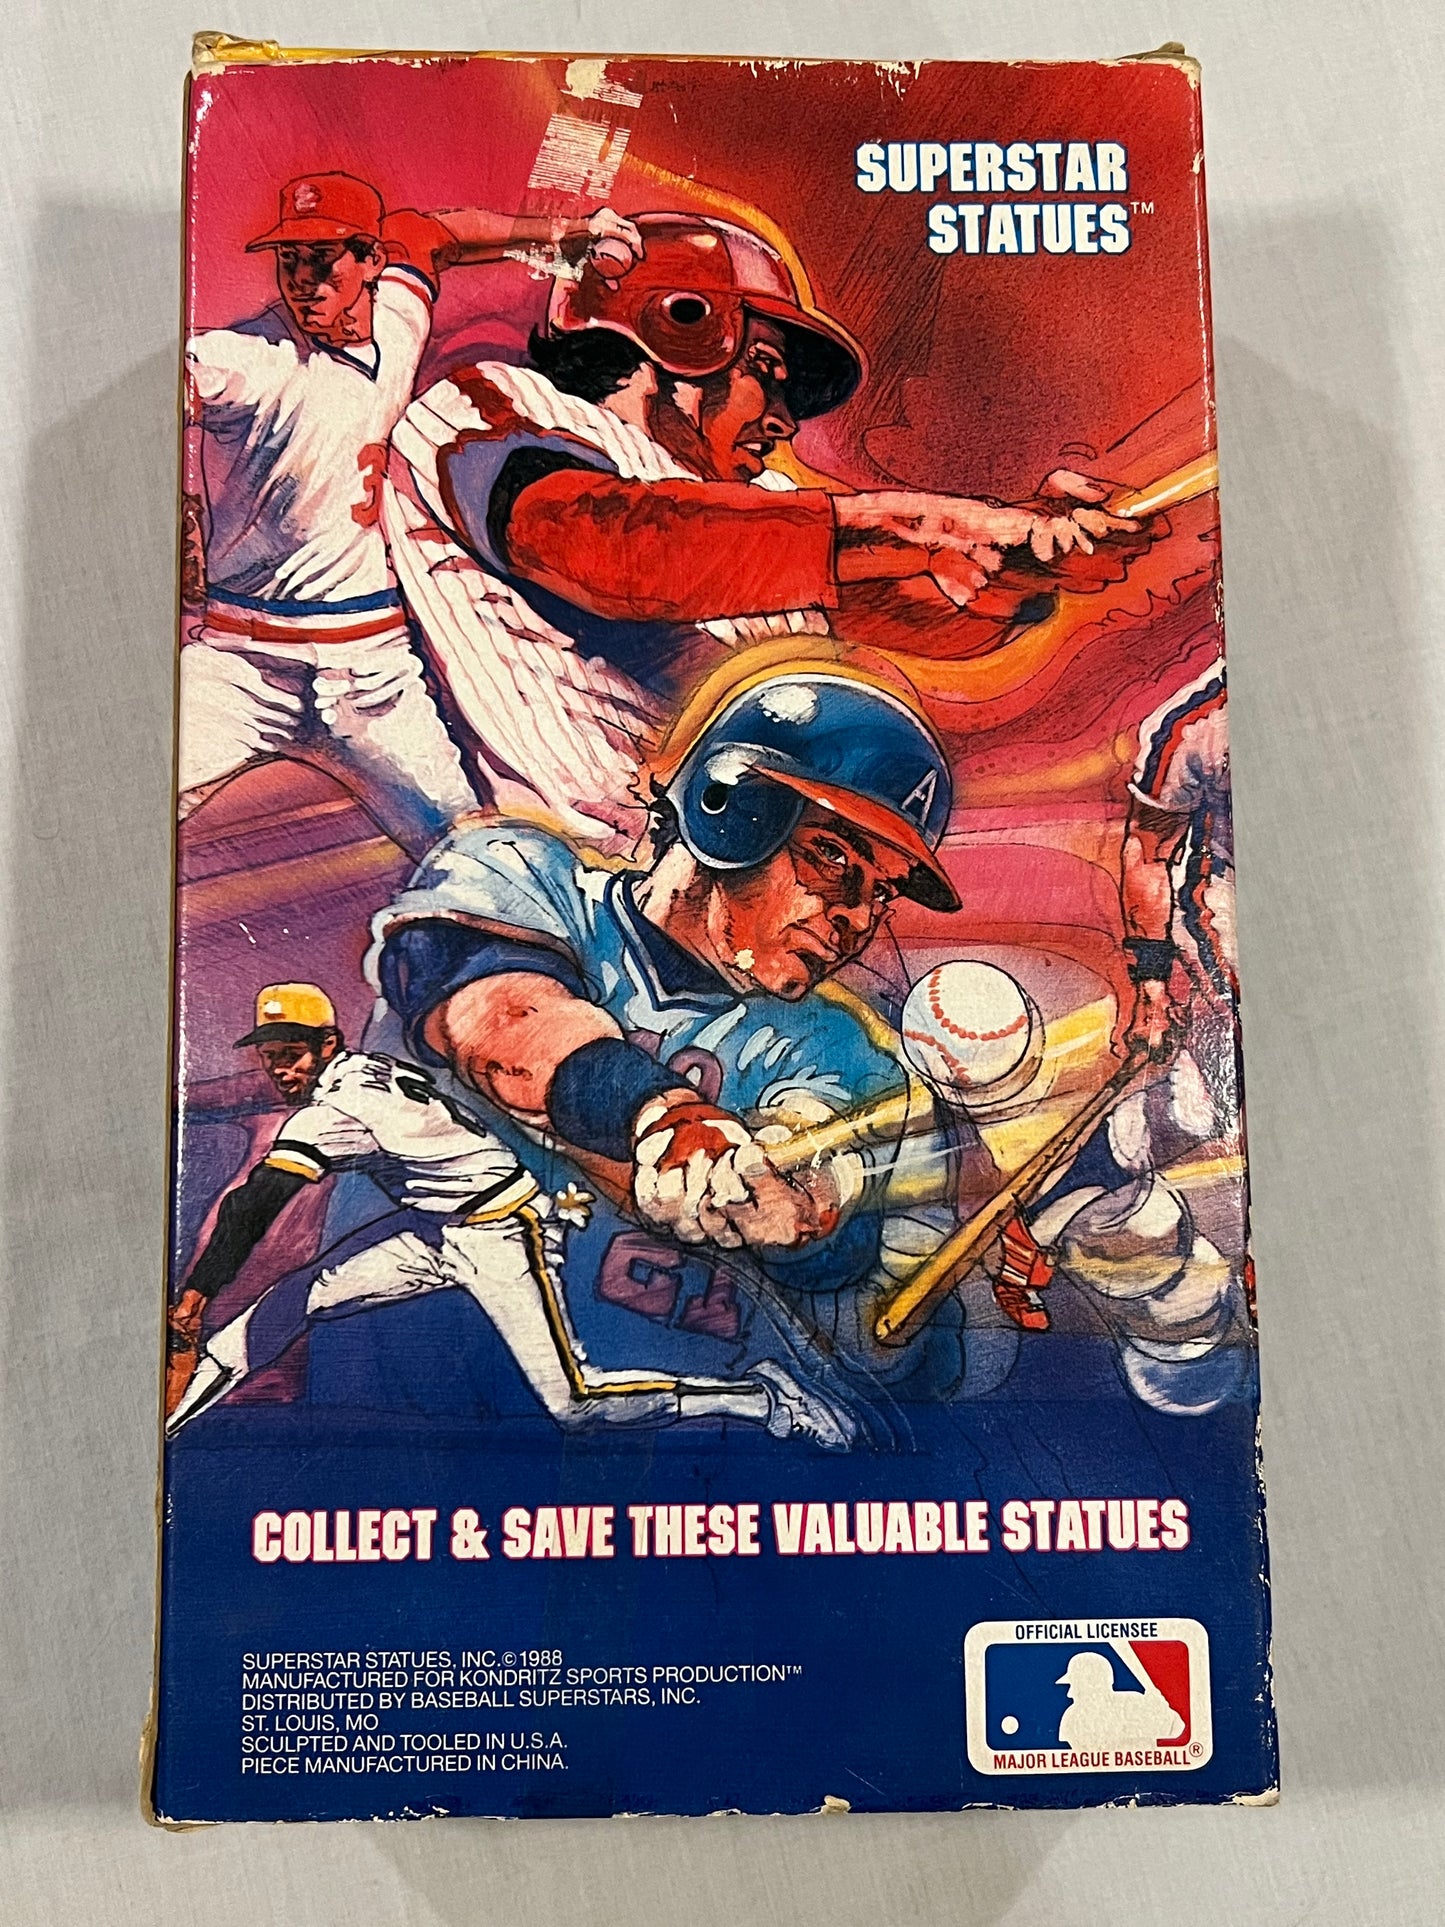 SUPERSTAR
STATUES™
A
3
COLLECT & SAVE THESE VALUABLE STATUES
SUPERSTAR STATUES, INC.©1988
MANUFACTURED FOR KONDRITZ SPORTS PRODUCTION™
DISTRIBUTED BY BASEBALL SUPERSTARS, INC.
ST. LOUIS, MO
SCULPTED AND TOOLED IN U.S.A.
PIECE MANUFACTURED IN CHINA.
OFFICIAL LICENSEE
MAJOR LEAGUE BASEBALL®